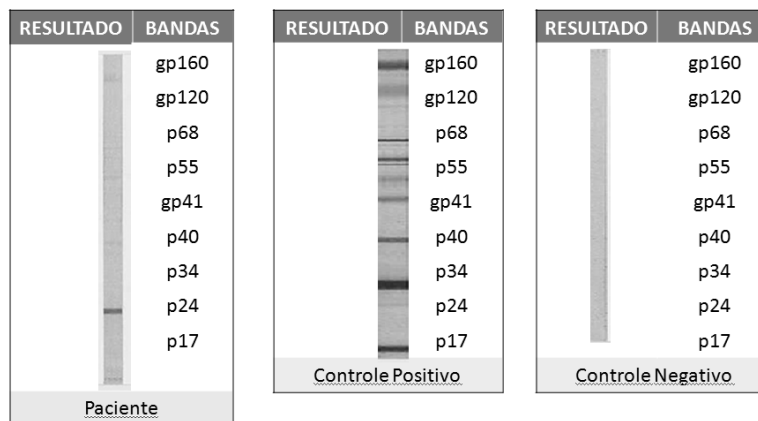 RESULTADO BANDAS
gp160
gp120
p68
p55
gp41
p40
p34
p24
p17
Paciente
RESULTADO BANDAS
gp160
gp120
p68
p55
gp41
p40
p34
p24
p17
Controle Positivo
RESULTADO BANDAS
gp160
gp120
p68
p55
gp41
p40
p34
p24
p17
Controle Negativo